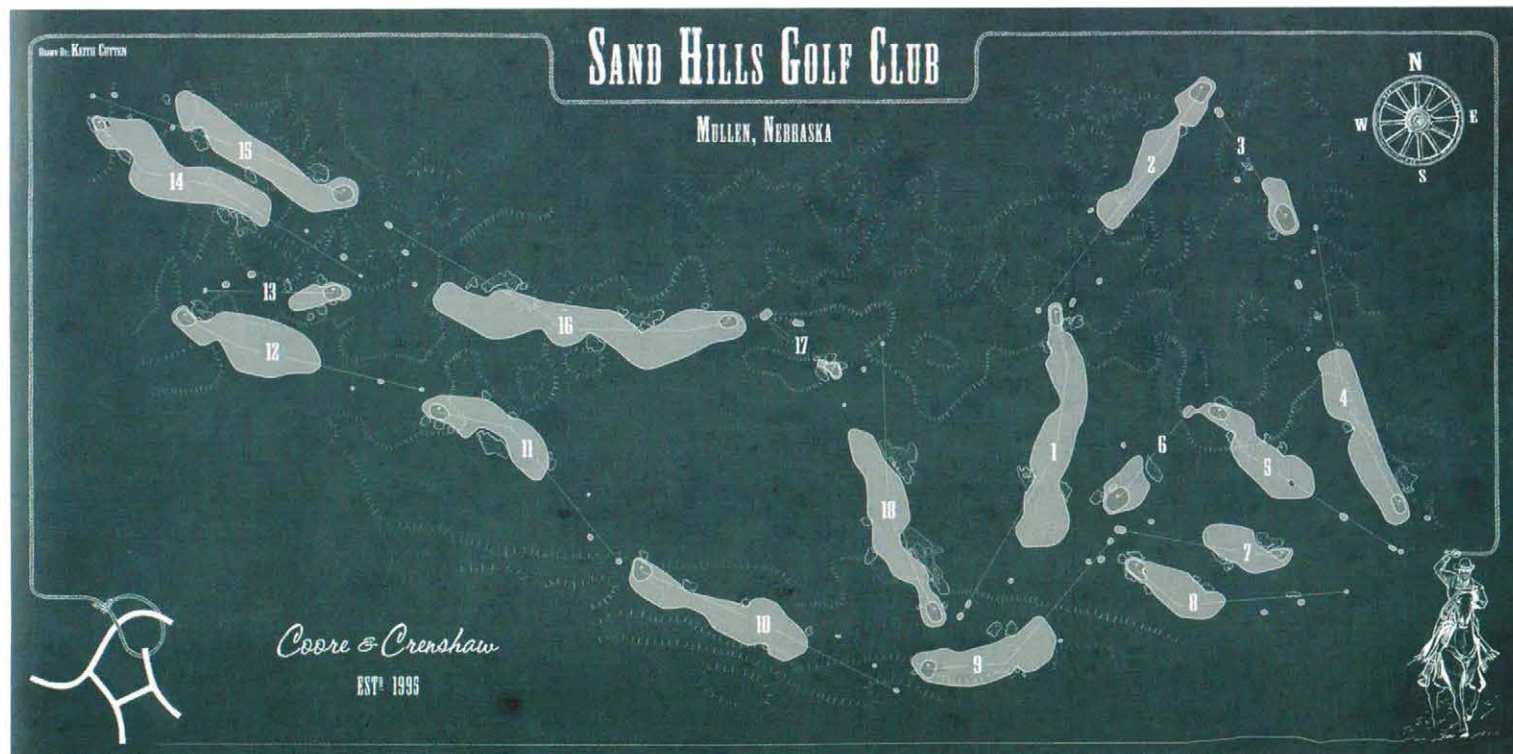 DRAWN BY: KEITH CUTTEN
SAND HILLS GOLF CLUB
MULLEN, NEBRASKA
N
W
E
S
15
14
13
12
11
16
17
18
10
9
1
2
3
4
5
6
7
8
Coore & Crenshaw
ESTD 1995